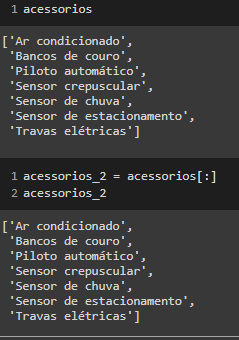 1 acessorios
['Ar condicionado',
'Bancos de couro',
'Piloto automático',
'Sensor crepuscular',
'Sensor de chuva',
'Sensor de estacionamento',
'Travas elétricas']
1 acessorios_2 = acessorios[:]
2 acessorios_2
['Ar condicionado',
'Bancos de couro',
'Piloto automático',
'Sensor crepuscular',
'Sensor de chuva',
'Sensor de estacionamento',
'Travas elétricas']